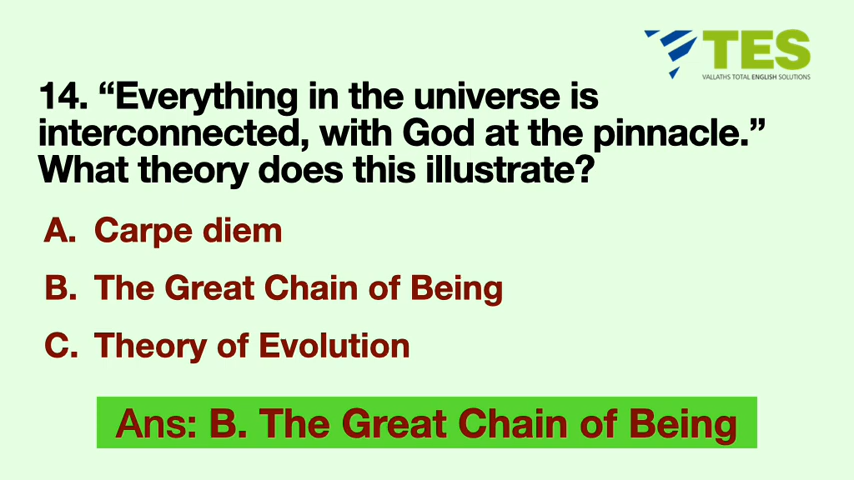 TES
VALLATHS TOTAL ENGLISH SOLUTIONS
14. “Everything in the universe is
interconnected, with God at the pinnacle.”
What theory does this illustrate?
A. Carpe diem
B. The Great Chain of Being
C. Theory of Evolution
Ans: B. The Great Chain of Being